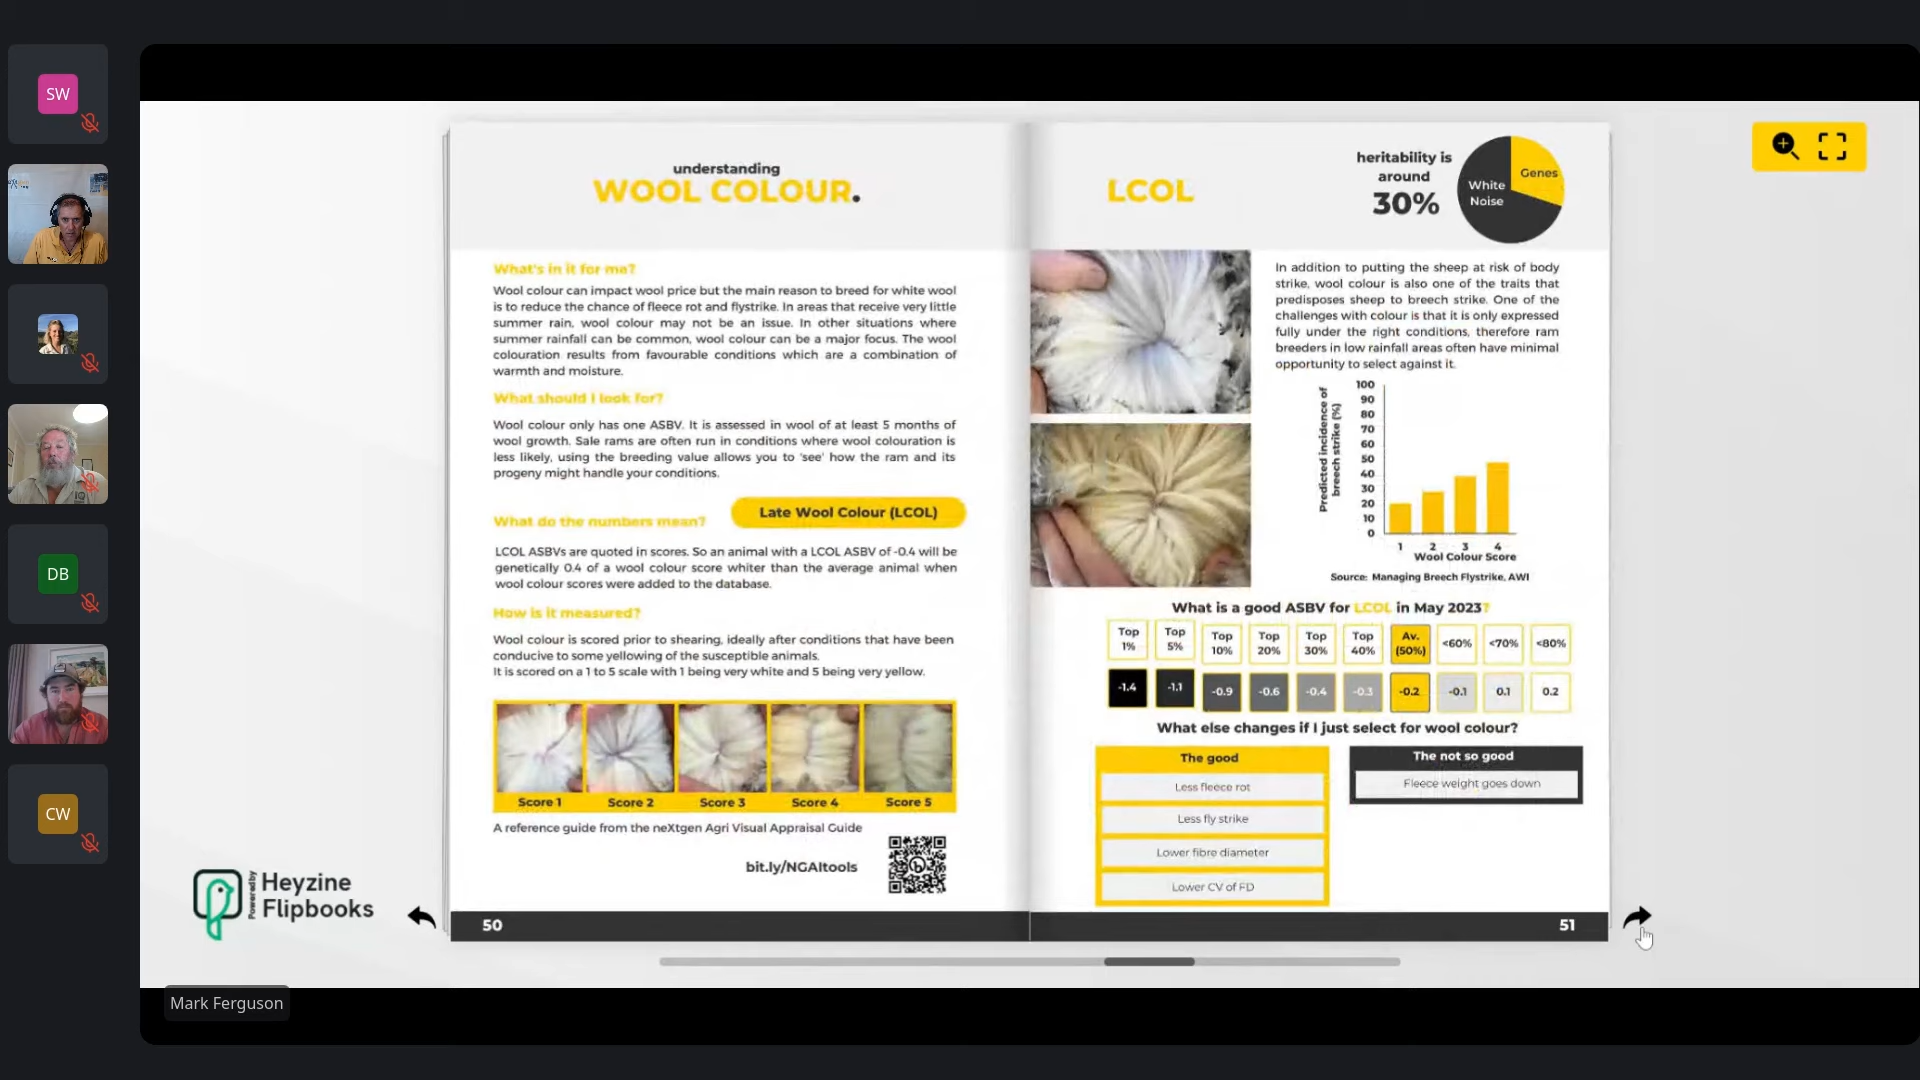 SW
DB
CW
understanding
WOOL COLOUR.
What's in it for me?
Wool colour can impact wool price but the main reason to breed for white wool
is to reduce the chance of fleece rot and flystrike. In areas that receive very little
summer rain, wool colour may not be an issue. In other situations where
summer rainfall can be common, wool colour can be a major focus. The wool
colouration results from favourable conditions which are a combination of
warmth and moisture.
What should I look for?
Wool colour only has one ASBV. It is assessed in wool of at least 5 months of
wool growth. Sale rams are often run in conditions where wool colouration is
less likely, using the breeding value allows you to 'see' how the ram and its
progeny might handle your conditions.
What do the numbers mean?
Late Wool Colour (LCOL)
LCOL ASBVs are quoted in scores. So an animal with a LCOL ASBV of -0.4 will be
genetically 0.4 of a wool colour score whiter than the average animal when
wool colour scores were added to the database.
How is it measured?
Wool colour is scored prior to shearing, ideally after conditions that have been
conducive to some yellowing of the susceptible animals.
It is scored on a 1 to 5 scale with 1 being very white and 5 being very yellow.
Score 1 Score 2 Score 3 Score 4 Score 5
A reference guide from the neXtgen Agri Visual Appraisal Guide
bit.ly/NGAItools
50
LCOL
heritability is
around
30%
Genes
White
Noise
In addition to putting the sheep at risk of body
strike, wool colour is also one of the traits that
predisposes sheep to breech strike. One of the
challenges with colour is that it is only expressed
fully under the right conditions, therefore ram
breeders in low rainfall areas often have minimal
opportunity to select against it.
Predicted incidence of
breech strike (%)
100
90
80
70
60
50
40
30
20
10
0
1 2 3 4
Wool Colour Score
Source: Managing Breech Flystrike, AWI
What is a good ASBV for LCOL in May 2023?
Top 1% Top 5% Top 10% Top 20% Top 30% Top 40% Av. (50%) <60% <70% <80%
-1.4 -1.1 -0.9 -0.6 -0.4 -0.3 -0.2 -0.1 0.1 0.2
What else changes if I just select for wool colour?
The good
Less fleece rot
Less fly strike
Lower fibre diameter
Lower CV of FD
The not so good
Fleece weight goes down
51
Powered by
Heyzine
Flipbooks
Mark Ferguson